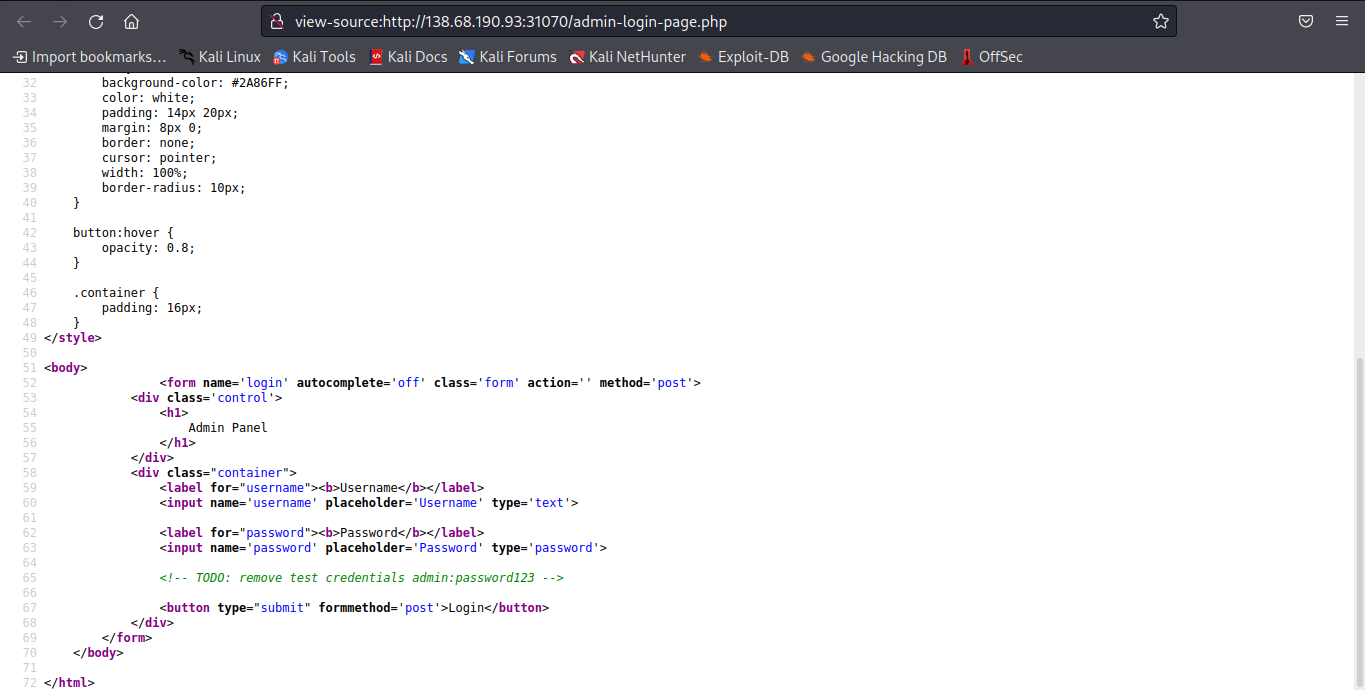 view-source:http://138.68.190.93:31070/admin-login-page.php
Import bookmarks… Kali Linux Kali Tools Kali Docs Kali Forums Kali NetHunter Exploit-DB Google Hacking DB OffSec
32 background-color: #2A86FF;
33 color: white;
34 padding: 14px 20px;
35 margin: 8px 0;
36 border: none;
37 cursor: pointer;
38 width: 100%;
39 border-radius: 10px;
40 }
41
42 button:hover {
43 opacity: 0.8;
44 }
45
46 .container {
47 padding: 16px;
48 }
49 </style>
50
51 <body>
52 <form name='login' autocomplete='off' class='form' action='' method='post'>
53 <div class='control'>
54 <h1>
55 Admin Panel
56 </h1>
57 </div>
58 <div class="container">
59 <label for="username"><b>Username</b></label>
60 <input name='username' placeholder='Username' type='text'>
61
62 <label for="password"><b>Password</b></label>
63 <input name='password' placeholder='Password' type='password'>
64
65 <!-- TODO: remove test credentials admin:password123 -->
66
67 <button type="submit" formmethod='post'>Login</button>
68 </div>
69 </form>
70 </body>
71
72 </html>